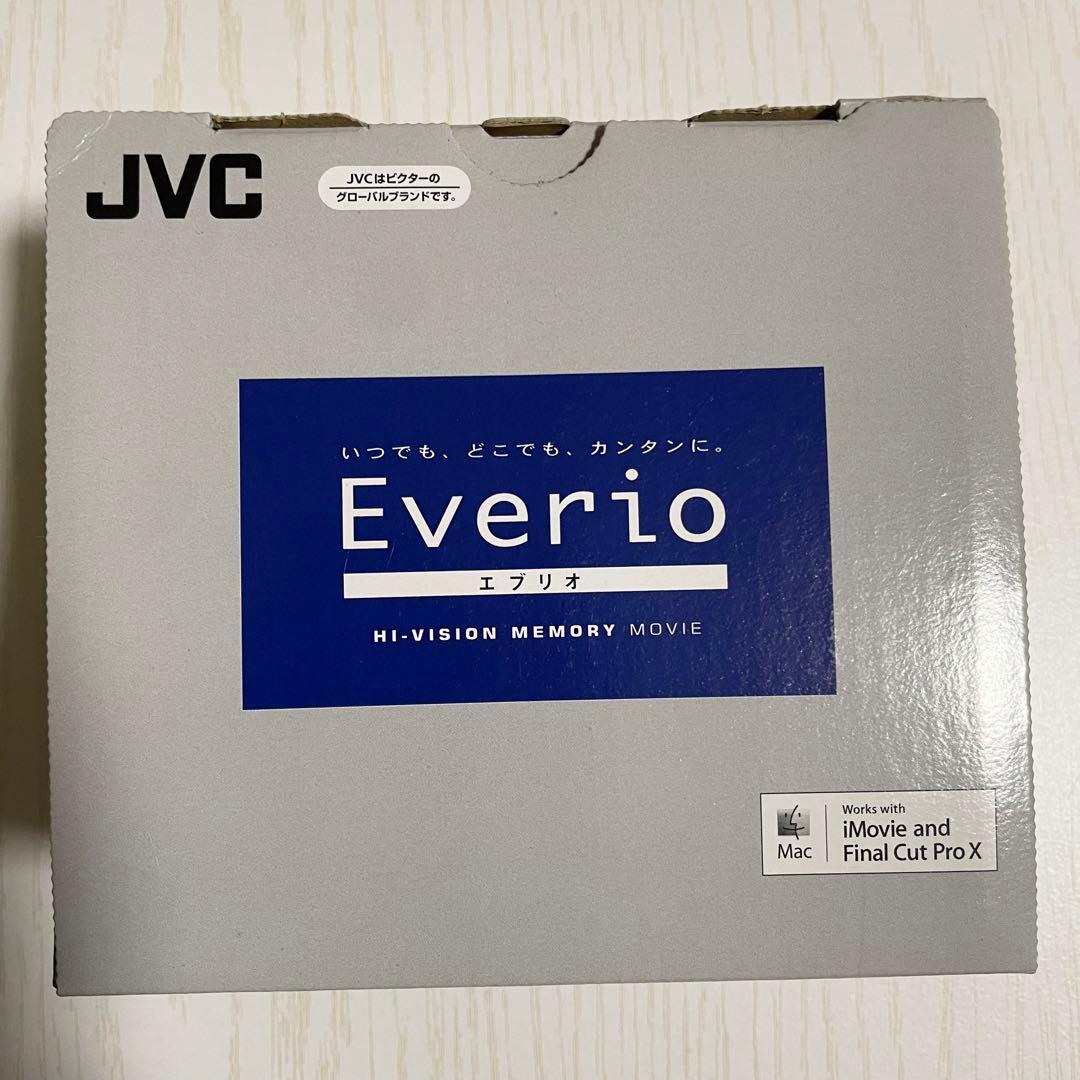 JVC
JVCはビクターの
グローバルブランドです。
いつでも、どこでも、カンタンに。
Everio
エブリオ
HI-VISION MEMORY MOVIE
Mac
Works with
iMovie and
Final Cut Pro X